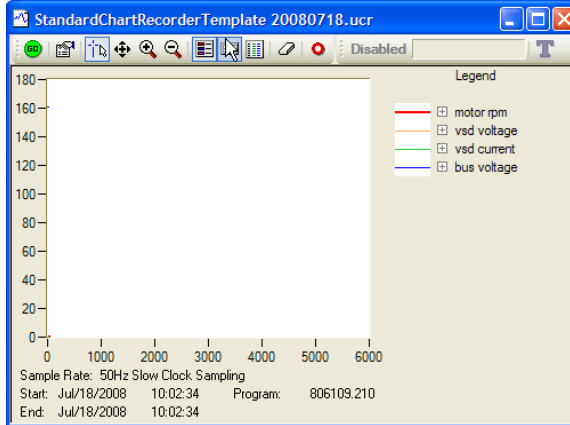 StandardChartRecorderTemplate 20080718.ucr
GO
Disabled
T
Legend
motor rpm
vsd voltage
vsd current
bus voltage
180
160
140
120
100
80
60
40
20
0
0 1000 2000 3000 4000 5000 6000
Sample Rate: 50Hz Slow Clock Sampling
Start: Jul/18/2008 10:02:34 Program: 806109.210
End: Jul/18/2008 10:02:34